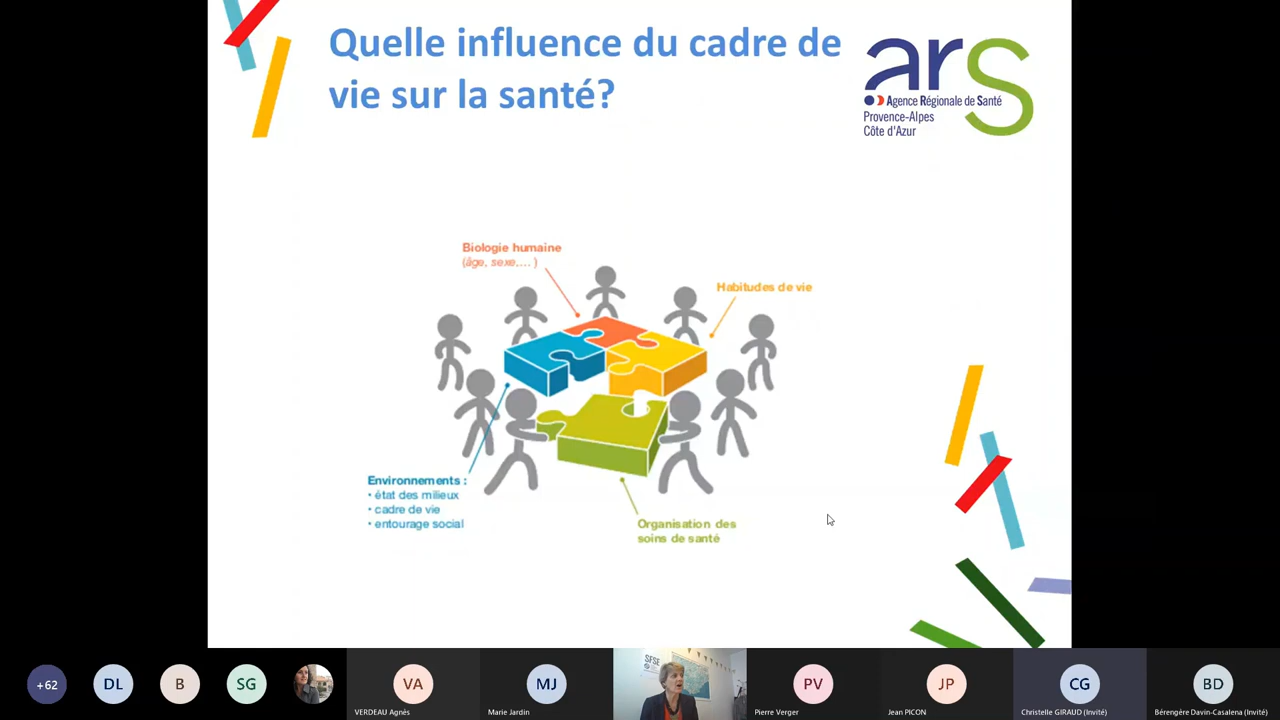 Quelle influence du cadre de
vie sur la santé?
ars
Agence Régionale de Santé
Provence-Alpes
Côte d'Azur
Biologie humaine
(âge, sexe,... )
Habitudes de vie
Environnements :
• état des milieux
• cadre de vie
• entourage social
Organisation des
soins de santé
+62
DL
B
SG
VA
VERDEAU Agnès
MJ
Marie Jardin
SFSE
PV
Pierre Verger
JP
Jean PICON
CG
Christelle GIRAUD (Invité)
BD
Bérengère Davin-Casalena (Invité)